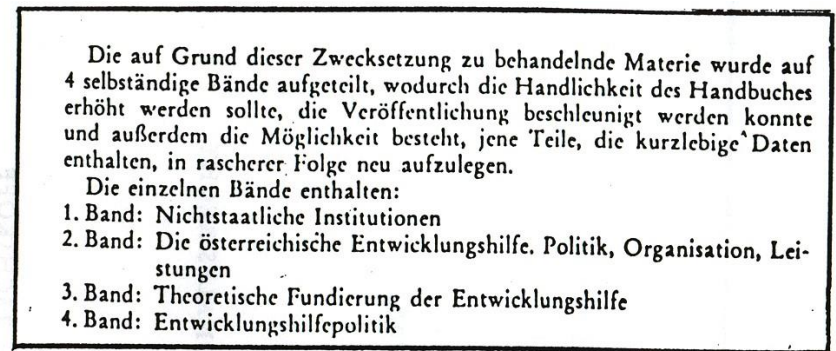 Die auf Grund dieser Zwecksetzung zu behandelnde Materie wurde auf
4 selbständige Bände aufgeteilt, wodurch die Handlichkeit des Handbuches
erhöht werden sollte, die Veröffentlichung beschleunigt werden konnte
und außerdem die Möglichkeit besteht, jene Teile, die kurzlebige Daten
enthalten, in rascherer Folge neu aufzulegen.
Die einzelnen Bände enthalten:
1. Band: Nichtstaatliche Institutionen
2. Band: Die österreichische Entwicklungshilfe. Politik, Organisation, Lei-
stungen
3. Band: Theoretische Fundierung der Entwicklungshilfe
4. Band: Entwicklungshilfepolitik